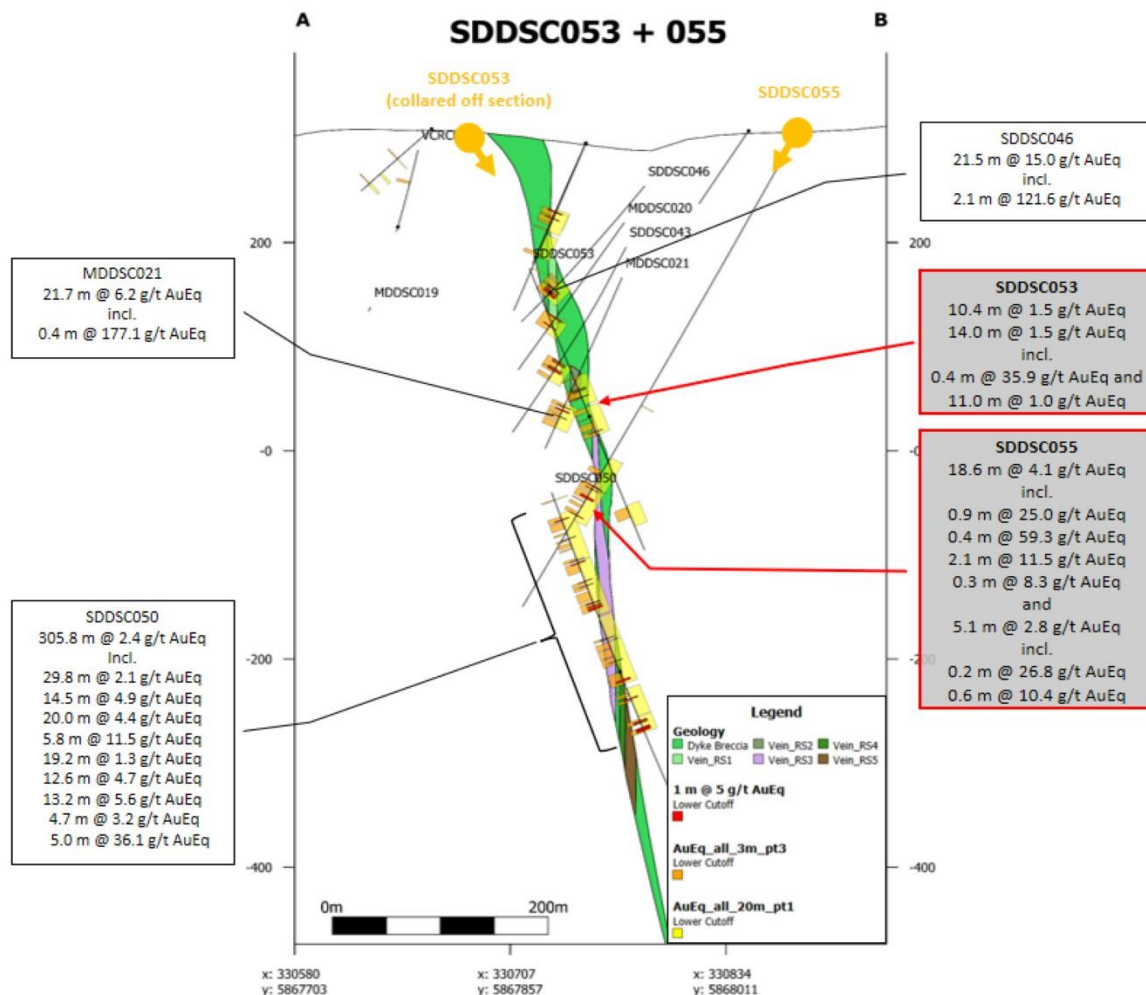 A
B
SDDSC053 + 055
SDDSC053
(collared off section)
SDDSC055
SDDSC046
21.5 m @ 15.0 g/t AuEq
incl.
2.1 m @ 121.6 g/t AuEq
SDDSC046
MDDSC020
SDDSC043
MDDSC021
SDDSC053
MDDSC019
SDDSC050
200
-0
-200
-400
200
-0
-200
-400
MDDSC021
21.7 m @ 6.2 g/t AuEq
incl.
0.4 m @ 177.1 g/t AuEq
SDDSC053
10.4 m @ 1.5 g/t AuEq
14.0 m @ 1.5 g/t AuEq
incl.
0.4 m @ 35.9 g/t AuEq and
11.0 m @ 1.0 g/t AuEq
SDDSC055
18.6 m @ 4.1 g/t AuEq
incl.
0.9 m @ 25.0 g/t AuEq
0.4 m @ 59.3 g/t AuEq
2.1 m @ 11.5 g/t AuEq
0.3 m @ 8.3 g/t AuEq
and
5.1 m @ 2.8 g/t AuEq
incl.
0.2 m @ 26.8 g/t AuEq
0.6 m @ 10.4 g/t AuEq
SDDSC050
305.8 m @ 2.4 g/t AuEq
Incl.
29.8 m @ 2.1 g/t AuEq
14.5 m @ 4.9 g/t AuEq
20.0 m @ 4.4 g/t AuEq
5.8 m @ 11.5 g/t AuEq
19.2 m @ 1.3 g/t AuEq
12.6 m @ 4.7 g/t AuEq
13.2 m @ 5.6 g/t AuEq
4.7 m @ 3.2 g/t AuEq
5.0 m @ 36.1 g/t AuEq
Legend
Geology
Dyke Breccia Vein_RS2 Vein_RS4
Vein_RS1 Vein_RS3 Vein_RS5
1 m @ 5 g/t AuEq
Lower Cutoff
AuEq_all_3m_pt3
Lower Cutoff
AuEq_all_20m_pt1
Lower Cutoff
0m 200m
x: 330580 x: 330707 x: 330834
y: 5867703 y: 5867857 y: 5868011